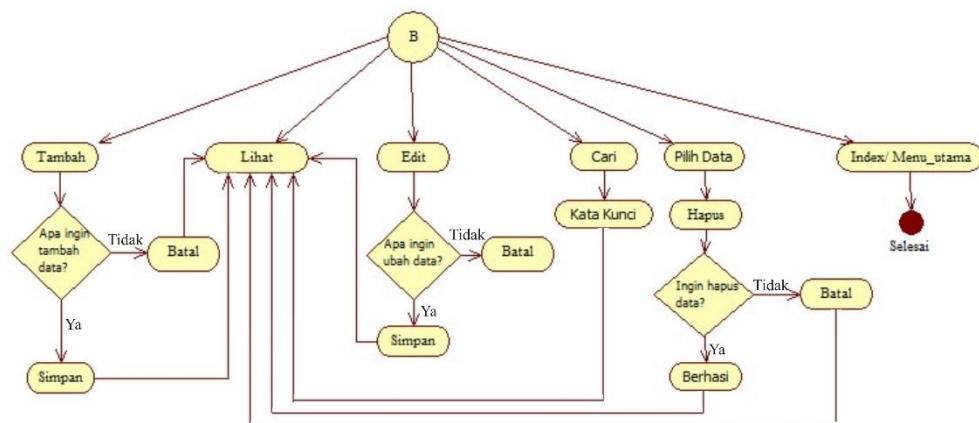 B
Tambah
Lihat
Edit
Cari
Pilih Data
Index/ Menu_utama
Kata Kunci
Hapus
Selesai
Apa ingin
tambah
data?
Tidak
Batal
Apa ingin
ubah data?
Tidak
Batal
Ingin hapus
data?
Tidak
Batal
Ya
Ya
Simpan
Ya
Simpan
Berhasi